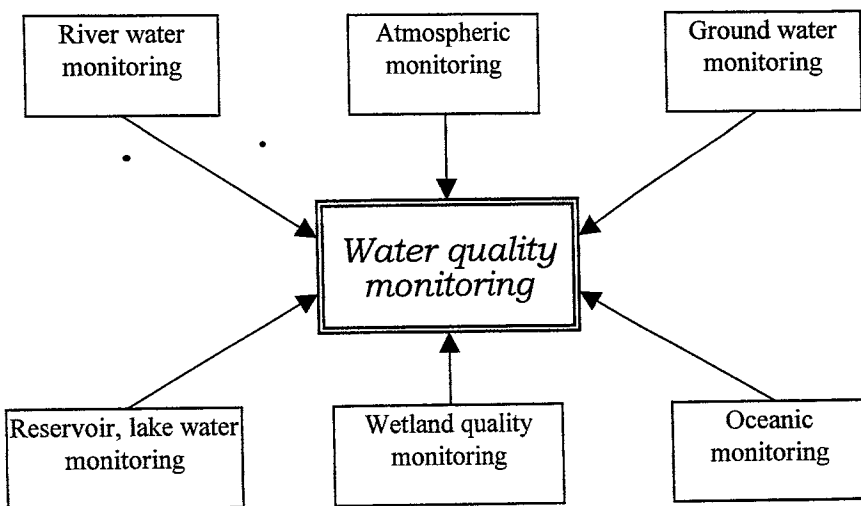 River water
monitoring
Atmospheric
monitoring
Ground water
monitoring
Water quality
monitoring
Reservoir, lake water
monitoring
Wetland quality
monitoring
Oceanic
monitoring